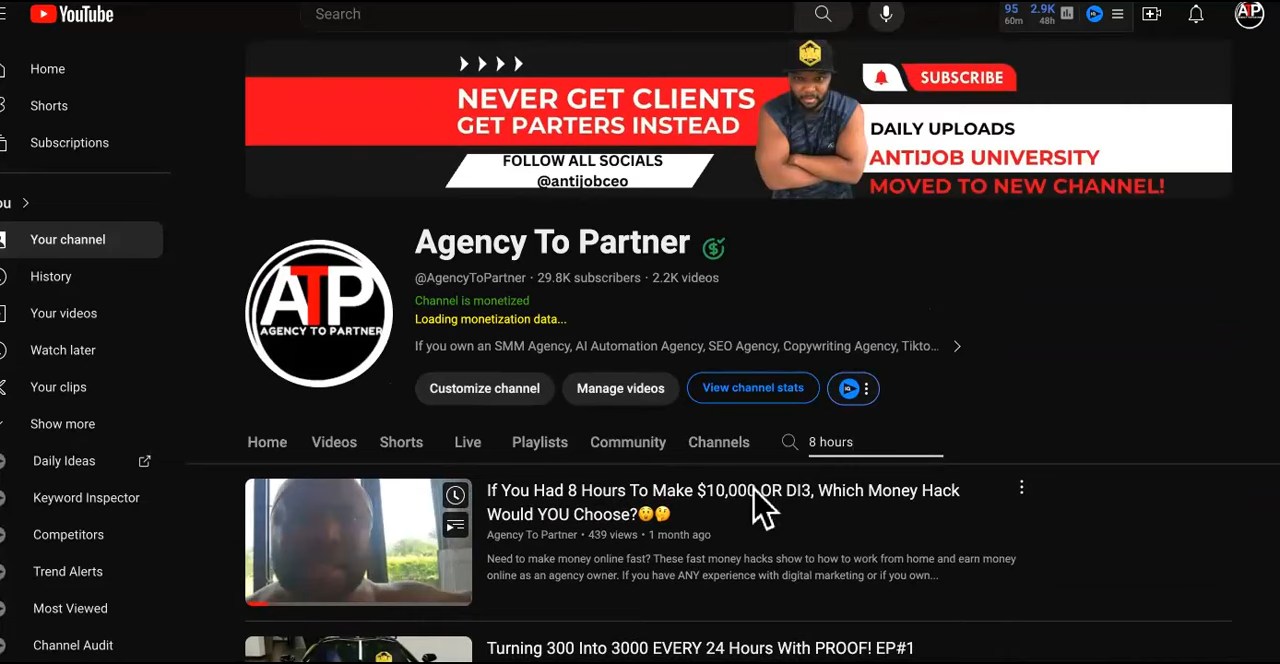 YouTube
Search
95
60m
2.9K
48h
ATP
Home
Shorts
Subscriptions
ou
Your channel
History
Your videos
Watch later
Your clips
Show more
Daily Ideas
Keyword Inspector
Competitors
Trend Alerts
Most Viewed
Channel Audit
NEVER GET CLIENTS
GET PARTERS INSTEAD
FOLLOW ALL SOCIALS
@antijobceo
SUBSCRIBE
DAILY UPLOADS
ANTIJOB UNIVERSITY
MOVED TO NEW CHANNEL!
ATP
AGENCY TO PARTNER
Agency To Partner
@AgencyToPartner · 29.8K subscribers · 2.2K videos
Channel is monetized
Loading monetization data...
If you own an SMM Agency, AI Automation Agency, SEO Agency, Copywriting Agency, Tikto...
Customize channel
Manage videos
View channel stats
IQ
Home
Videos
Shorts
Live
Playlists
Community
Channels
8 hours
If You Had 8 Hours To Make $10,000 OR DI3, Which Money Hack
Would YOU Choose?😲🤔
Agency To Partner · 439 views · 1 month ago
Need to make money online fast? These fast money hacks show to how to work from home and earn money
online as an agency owner. If you have ANY experience with digital marketing or if you own...
Turning 300 Into 3000 EVERY 24 Hours With PROOF! EP#1